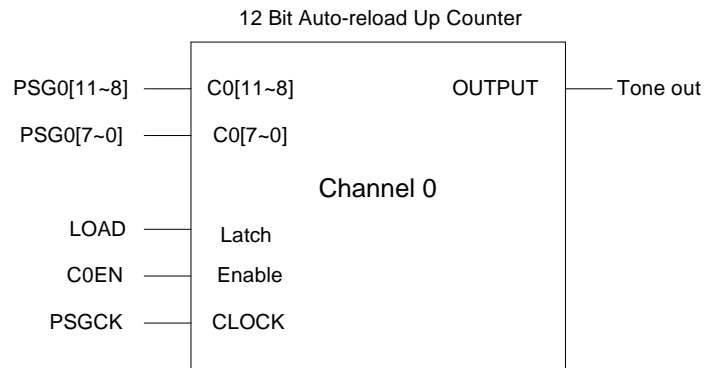 12 Bit Auto-reload Up Counter
PSG0[11~8] C0[11~8] OUTPUT Tone out
PSG0[7~0] C0[7~0]
Channel 0
LOAD Latch
C0EN Enable
PSGCK CLOCK